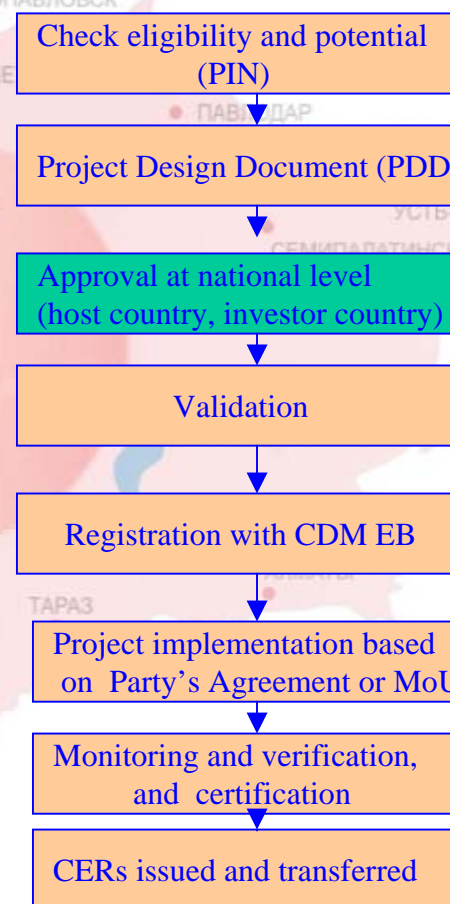 Check eligibility and potential
(PIN)
ПАВЛОДАР
Project Design Document (PDD
Approval at national level
(host country, investor country)
Validation
Registration with CDM EB
ТАРАЗ
Project implementation based
on Party's Agreement or MoU
Monitoring and verification,
and certification
CERs issued and transferred